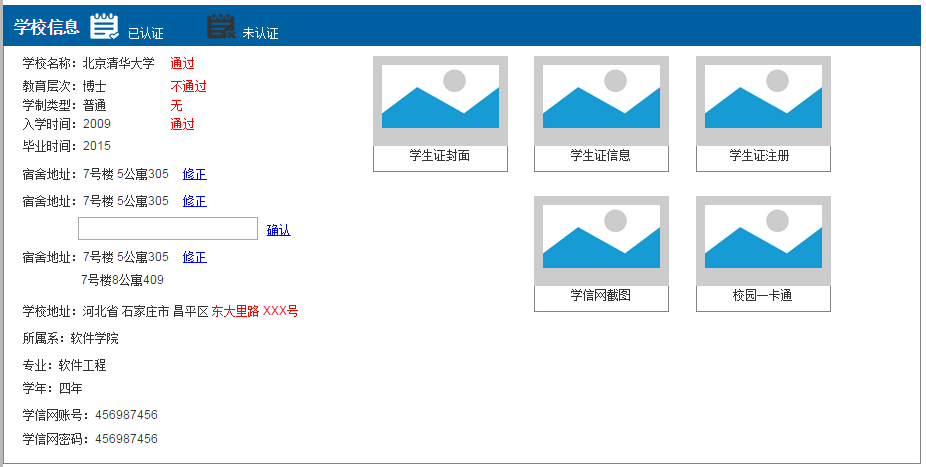 学校信息 已认证 未认证
学校名称：北京清华大学 通过
教育层次：博士 不通过
学制类型：普通 无
入学时间：2009 通过
毕业时间：2015
宿舍地址：7号楼 5公寓305 修正
宿舍地址：7号楼 5公寓305 修正
确认
宿舍地址：7号楼 5公寓305 修正
7号楼8公寓409
学校地址：河北省 石家庄市 昌平区 东大里路 XXX号
所属系：软件学院
专业：软件工程
学年：四年
学信网账号：456987456
学信网密码：456987456
学生证封面 学生证信息 学生证注册
学信网截图 校园一卡通